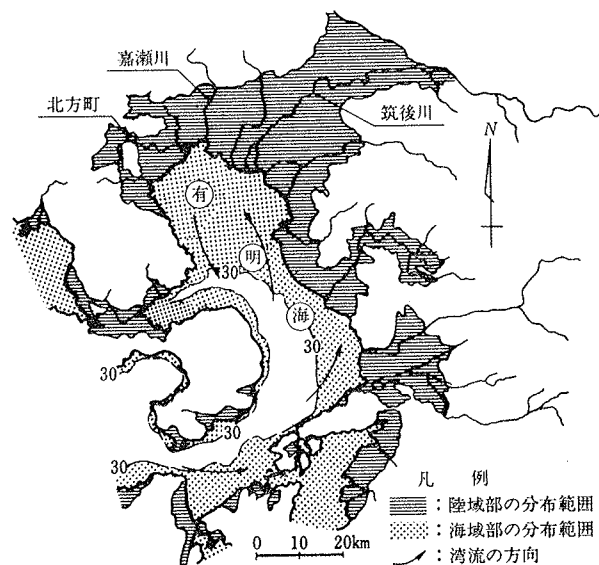 嘉瀬川
北方町
筑後川
N
有
明
海
30
30
30
30
30
凡例
：陸域部の分布範囲
：海域部の分布範囲
：湾流の方向
0 10 20km